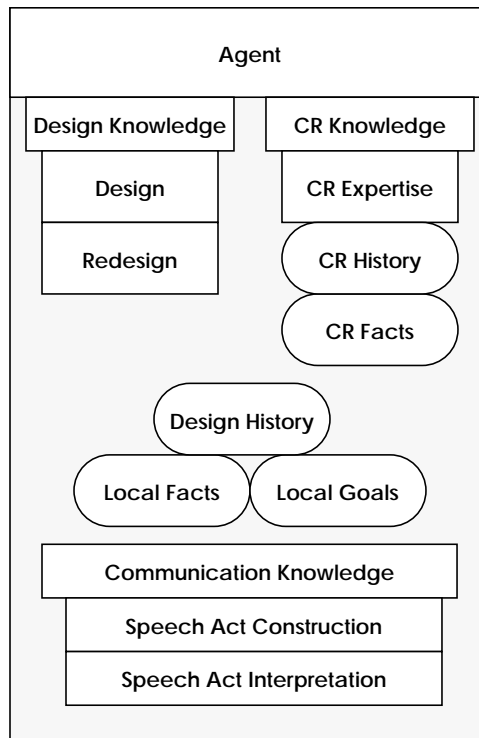 Agent
Design Knowledge
CR Knowledge
Design
CR Expertise
Redesign
CR History
CR Facts
Design History
Local Facts
Local Goals
Communication Knowledge
Speech Act Construction
Speech Act Interpretation